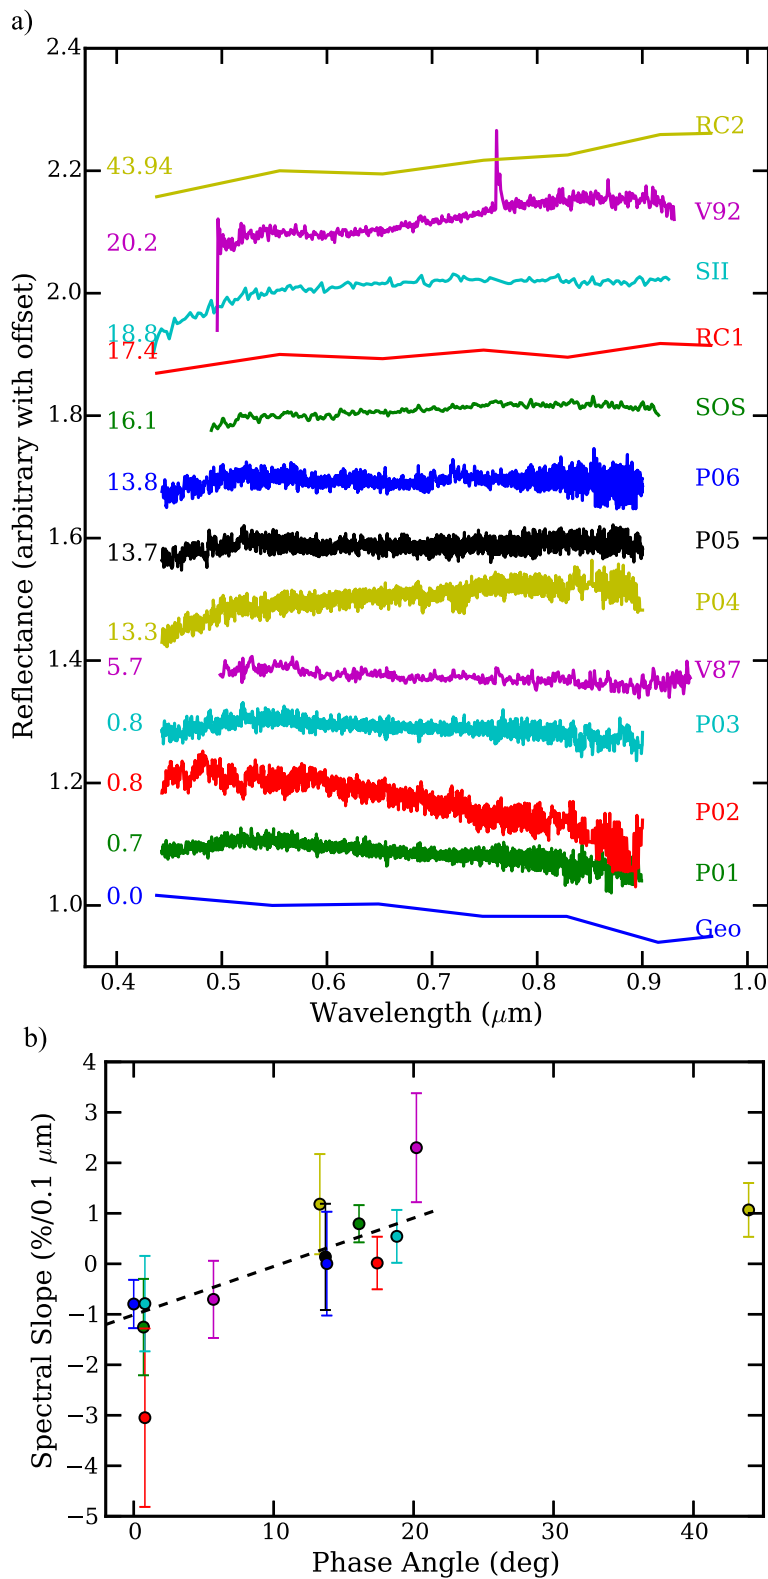 a)
2.4
2.2
2.0
1.8
1.6
1.4
1.2
1.0
Reflectance (arbitrary with offset)
43.94 RC2
20.2 V92
18.8 SII
17.4 RC1
16.1 SOS
13.8 P06
13.7 P05
13.3 P04
5.7 V87
0.8 P03
0.8 P02
0.7 P01
0.0 Geo
0.4 0.5 0.6 0.7 0.8 0.9 1.0
Wavelength (μm)
b)
4
3
2
1
0
−1
−2
−3
−4
−5
Spectral Slope (%/0.1 μm)
0 10 20 30 40
Phase Angle (deg)